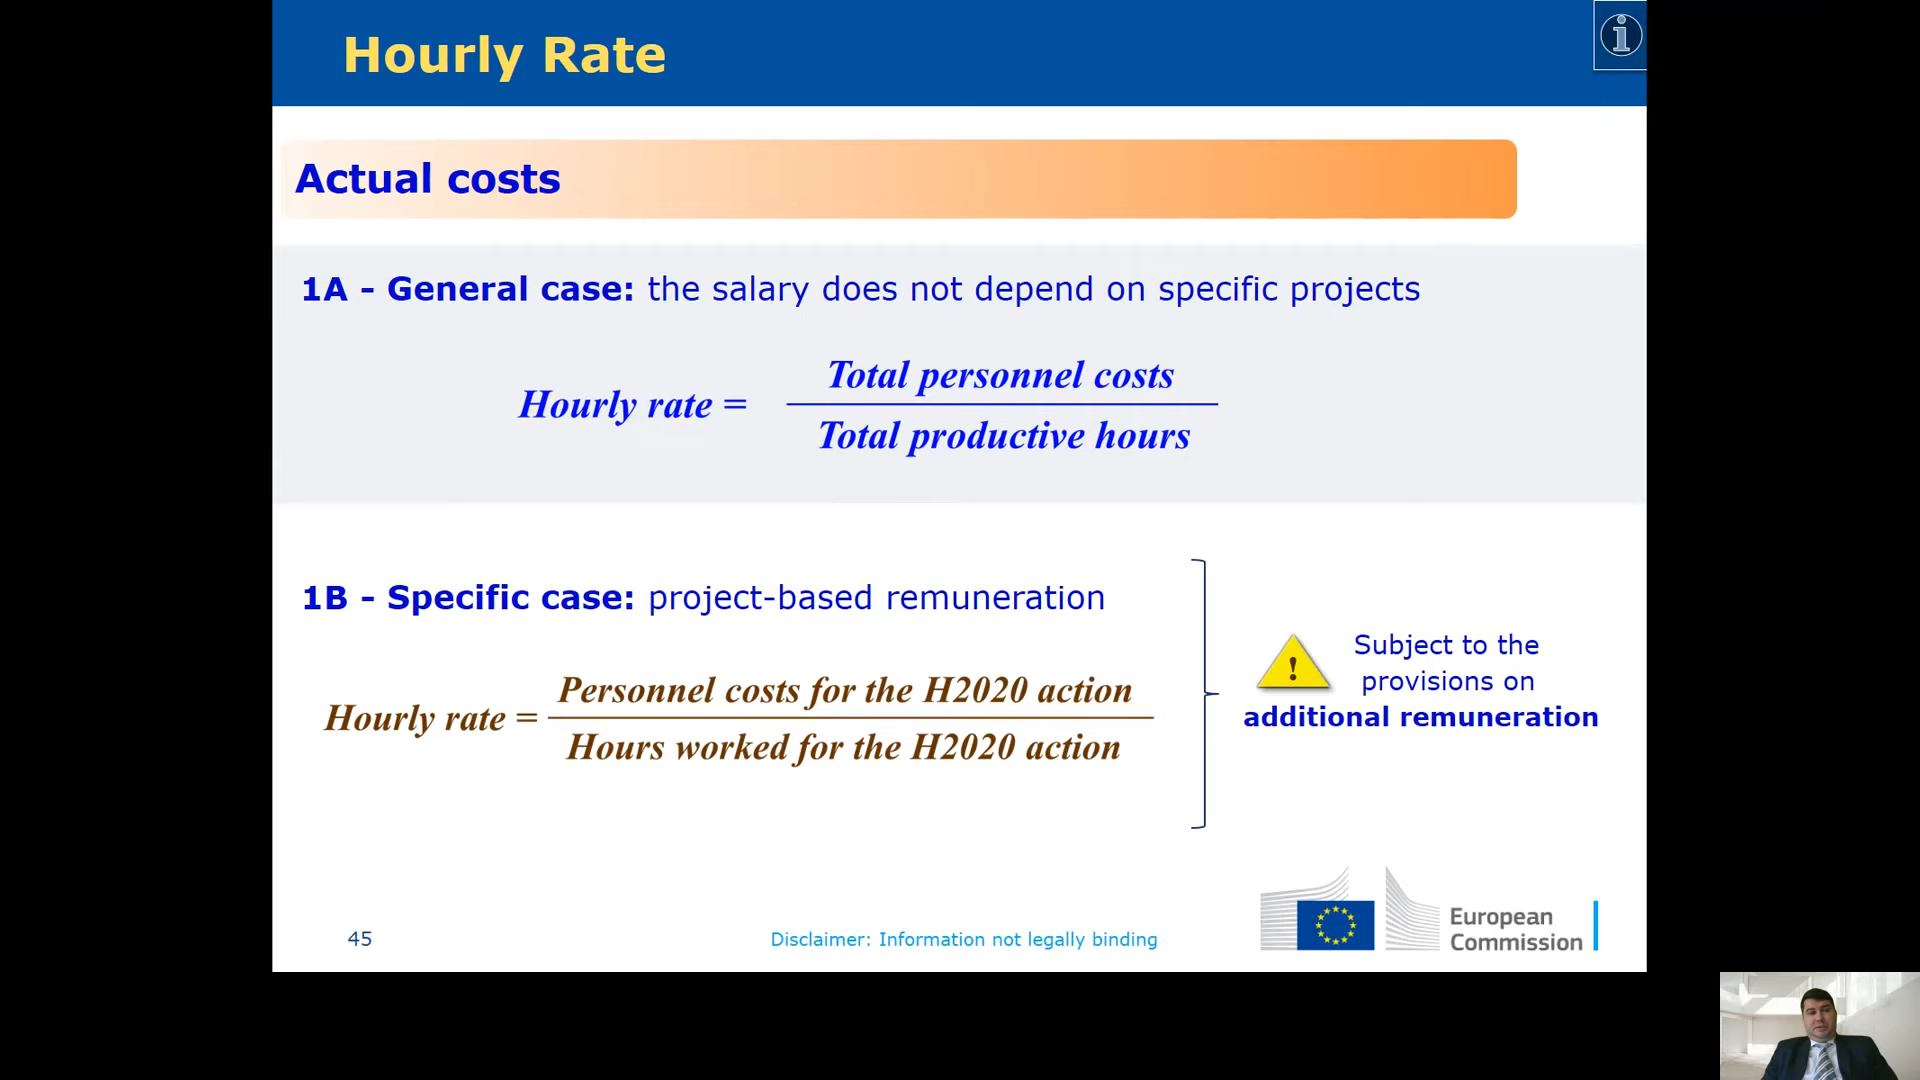 Hourly Rate
Actual costs
1A - General case: the salary does not depend on specific projects
Hourly rate =
Total personnel costs
Total productive hours
1B - Specific case: project-based remuneration
Hourly rate =
Personnel costs for the H2020 action
Hours worked for the H2020 action
!
Subject to the
provisions on
additional remuneration
45
Disclaimer: Information not legally binding
European
Commission